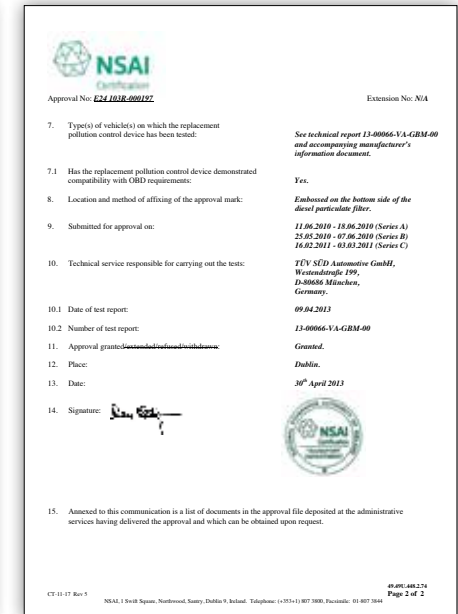 NSAI
Certification
Approval No: E24 103R-000197 Extension No: N/A
7. Type(s) of vehicle(s) on which the replacement
pollution control device has been tested: See technical report 13-00066-VA-GBM-00
and accompanying manufacturer's
information document.
7.1 Has the replacement pollution control device demonstrated
compatibility with OBD requirements: Yes.
8. Location and method of affixing of the approval mark: Embossed on the bottom side of the
diesel particulate filter.
9. Submitted for approval on: 11.06.2010 - 18.06.2010 (Series A)
25.05.2010 - 07.06.2010 (Series B)
16.02.2011 - 03.03.2011 (Series C)
10. Technical service responsible for carrying out the tests: TÜV SÜD Automotive GmbH,
Westendstraße 199,
D-80686 München,
Germany.
10.1 Date of test report: 09.04.2013
10.2 Number of test report: 13-00066-VA-GBM-00
11. Approval granted/extended/refused/withdrawn: Granted.
12. Place: Dublin.
13. Date: 30th April 2013
14. Signature:
NSAI
Certification
15. Annexed to this communication is a list of documents in the approval file deposited at the administrative
services having delivered the approval and which can be obtained upon request.
49.49U.448.2.74
CT-11-17 Rev 5 Page 2 of 2
NSAI, 1 Swift Square, Northwood, Santry, Dublin 9, Ireland. Telephone: (+353+1) 807 3800, Facsimile: 01-807 3844